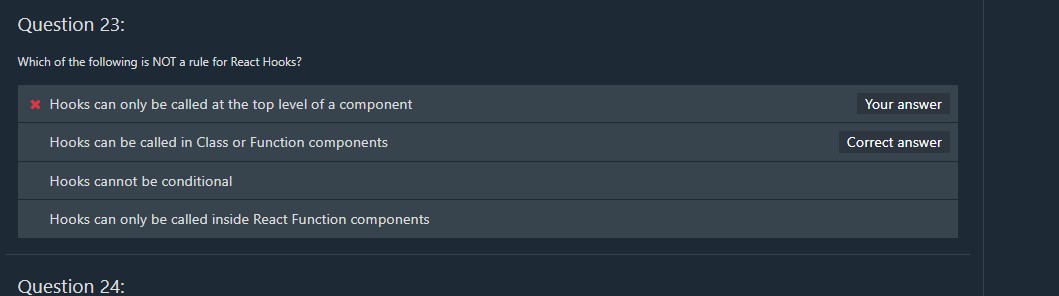 Question 23:
Which of the following is NOT a rule for React Hooks?
Hooks can only be called at the top level of a component Your answer
Hooks can be called in Class or Function components Correct answer
Hooks cannot be conditional
Hooks can only be called inside React Function components
Question 24: